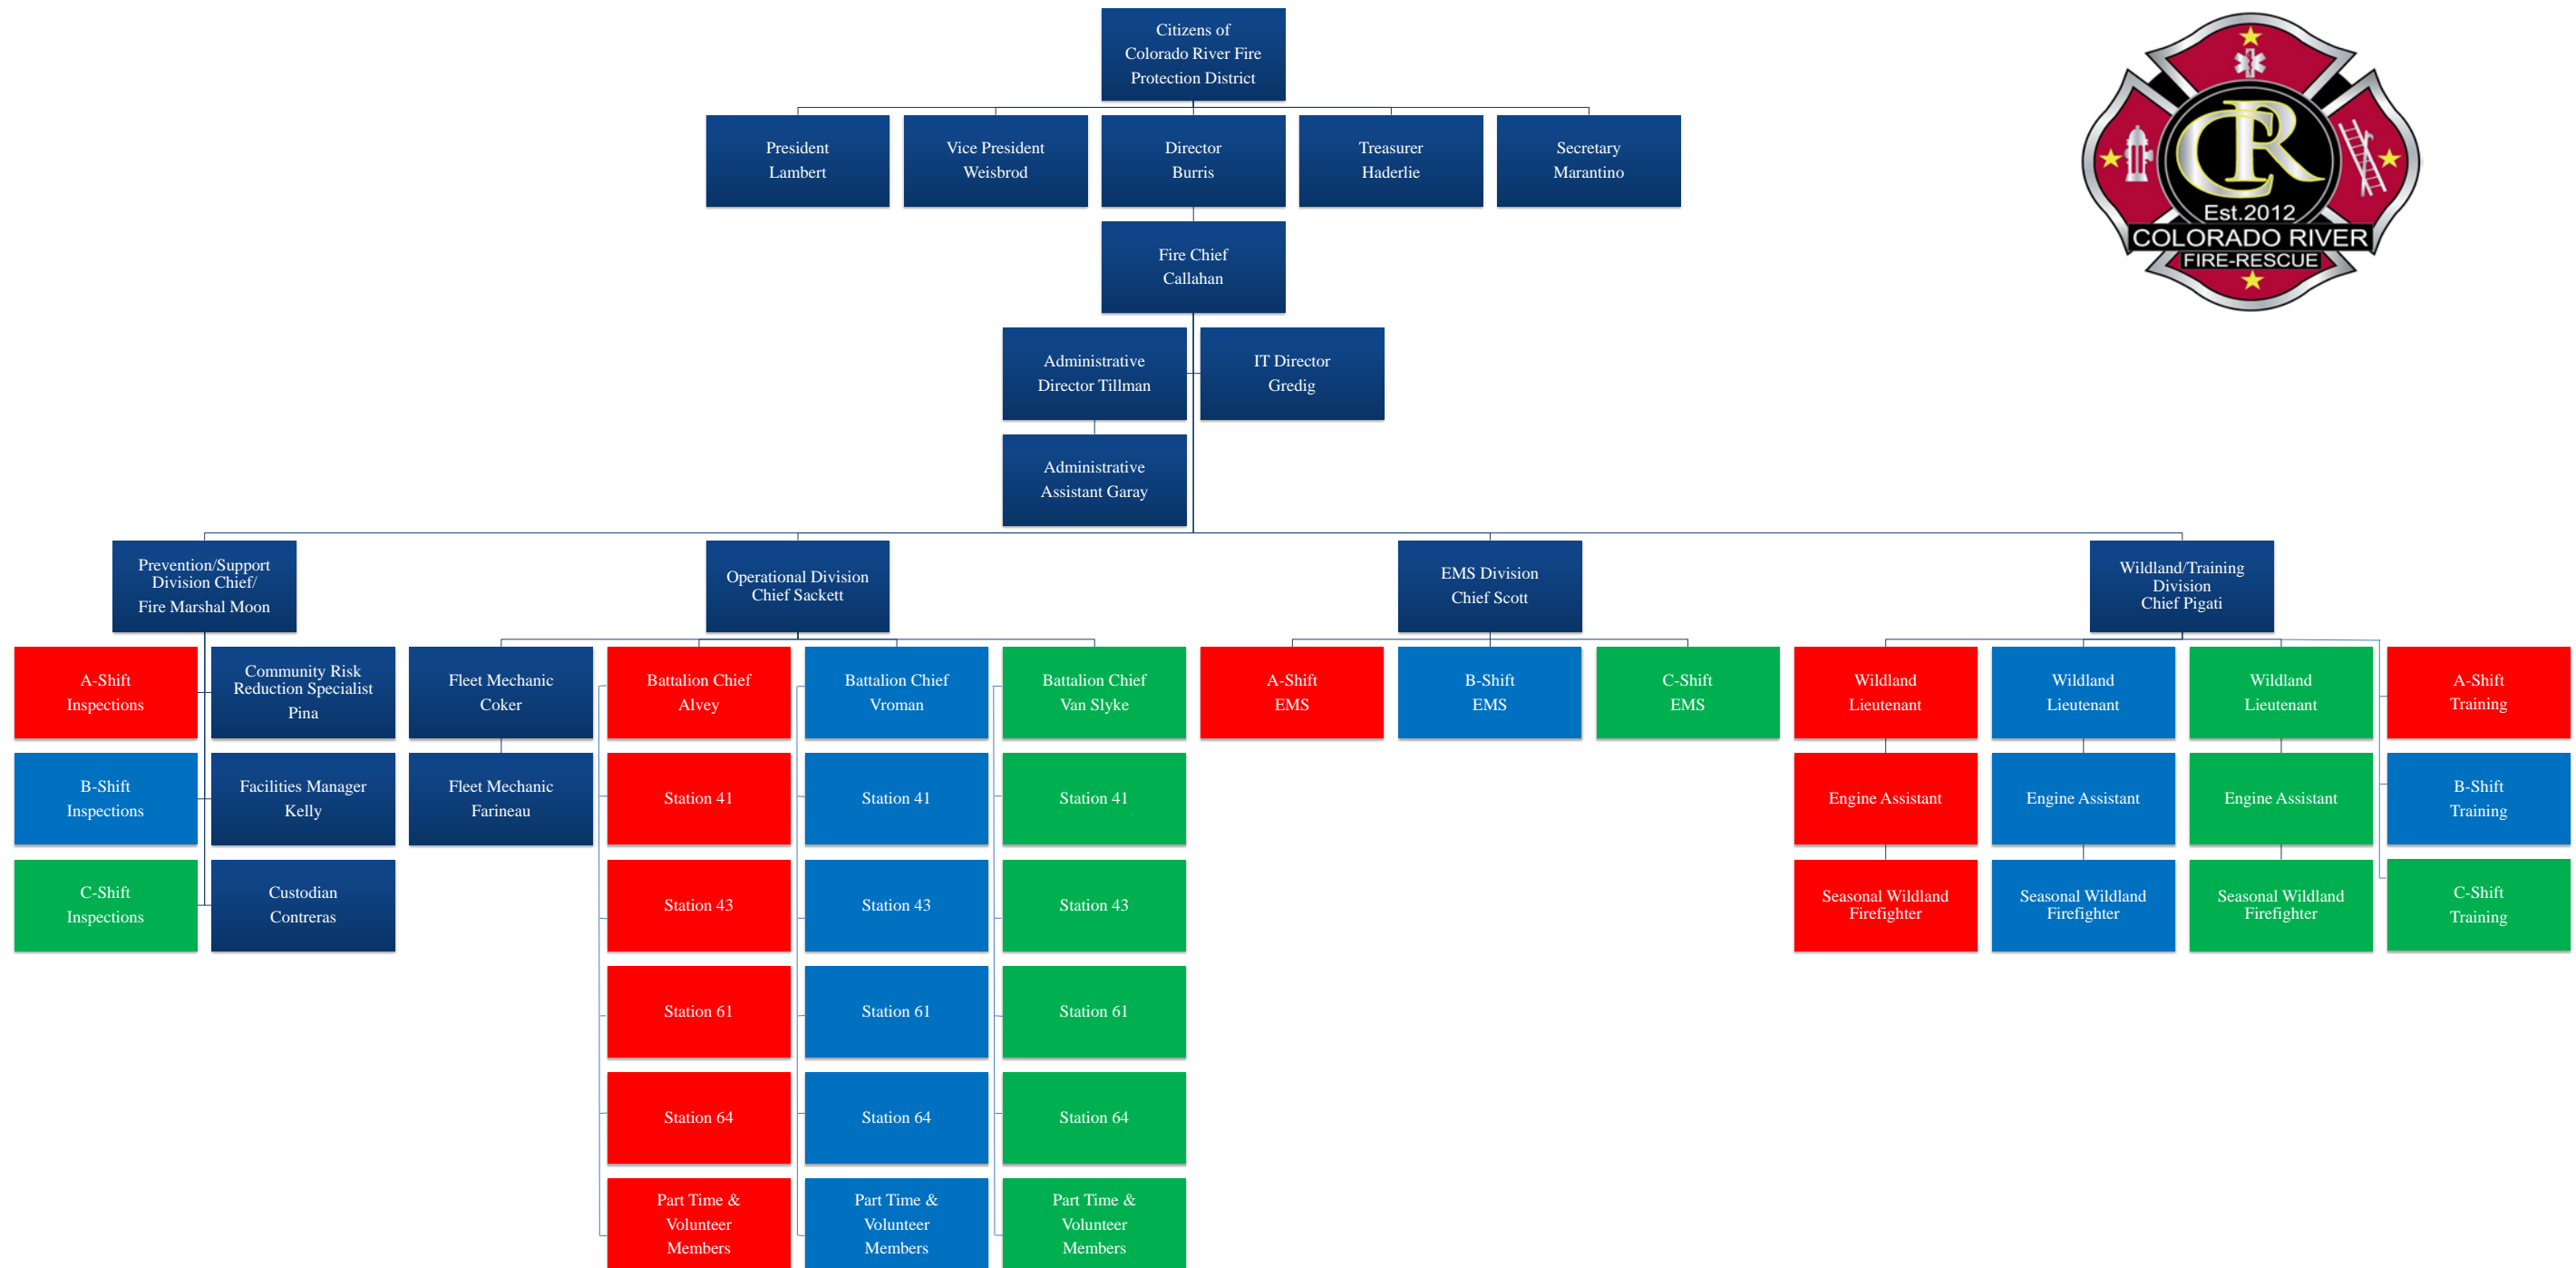 Citizens of
Colorado River Fire
Protection District
CR
Est.2012
COLORADO RIVER
FIRE-RESCUE
President
Lambert
Vice President
Weisbrod
Director
Burris
Treasurer
Haderlie
Secretary
Marantino
Fire Chief
Callahan
Administrative
Director Tillman
IT Director
Gredig
Administrative
Assistant Garay
Prevention/Support
Division Chief/
Fire Marshal Moon
Operational Division
Chief Sackett
EMS Division
Chief Scott
Wildland/Training
Division
Chief Pigati
A-Shift
Inspections
Community Risk
Reduction Specialist
Pina
Fleet Mechanic
Coker
Battalion Chief
Alvey
Battalion Chief
Vroman
Battalion Chief
Van Slyke
A-Shift
EMS
B-Shift
EMS
C-Shift
EMS
Wildland
Lieutenant
Wildland
Lieutenant
Wildland
Lieutenant
A-Shift
Training
B-Shift
Inspections
Facilities Manager
Kelly
Fleet Mechanic
Farineau
Station 41
Station 41
Station 41
Engine Assistant
Engine Assistant
Engine Assistant
B-Shift
Training
C-Shift
Inspections
Custodian
Contreras
Station 43
Station 43
Station 43
Seasonal Wildland
Firefighter
Seasonal Wildland
Firefighter
Seasonal Wildland
Firefighter
C-Shift
Training
Station 61
Station 61
Station 61
Station 64
Station 64
Station 64
Part Time &
Volunteer
Members
Part Time &
Volunteer
Members
Part Time &
Volunteer
Members